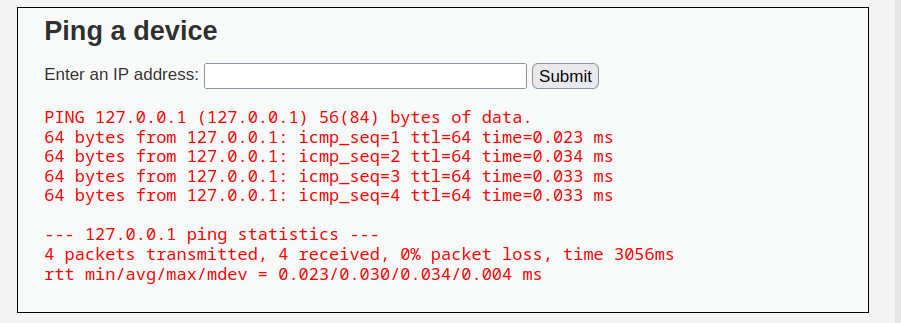 Ping a device
Enter an IP address: Submit
PING 127.0.0.1 (127.0.0.1) 56(84) bytes of data.
64 bytes from 127.0.0.1: icmp_seq=1 ttl=64 time=0.023 ms
64 bytes from 127.0.0.1: icmp_seq=2 ttl=64 time=0.034 ms
64 bytes from 127.0.0.1: icmp_seq=3 ttl=64 time=0.033 ms
64 bytes from 127.0.0.1: icmp_seq=4 ttl=64 time=0.033 ms
--- 127.0.0.1 ping statistics ---
4 packets transmitted, 4 received, 0% packet loss, time 3056ms
rtt min/avg/max/mdev = 0.023/0.030/0.034/0.004 ms